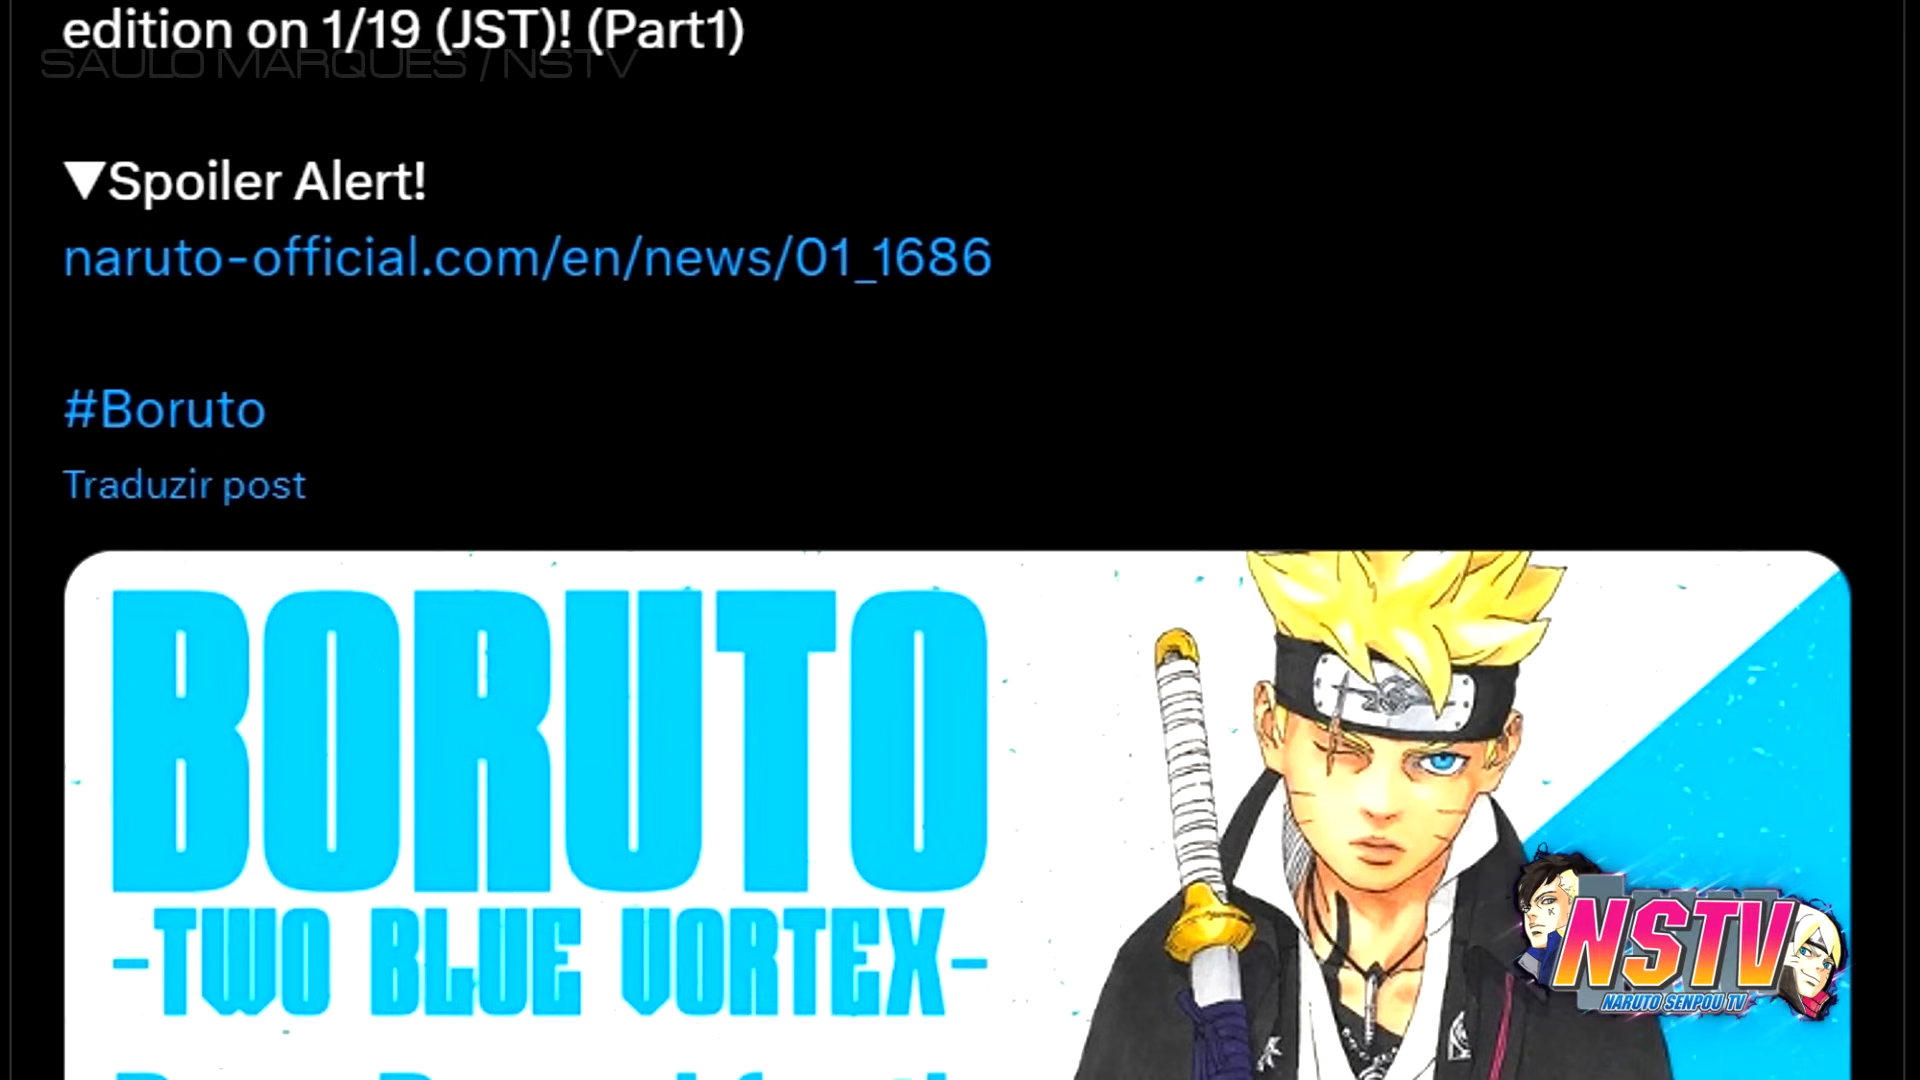 edition on 1/19 (JST)! (Part1)
SAULO MARQUES / NSTV
▼Spoiler Alert!
naruto-official.com/en/news/01_1686
#Boruto
Traduzir post
BORUTO
-TWO BLUE VORTEX-
NSTV
NARUTO SENPOU TV